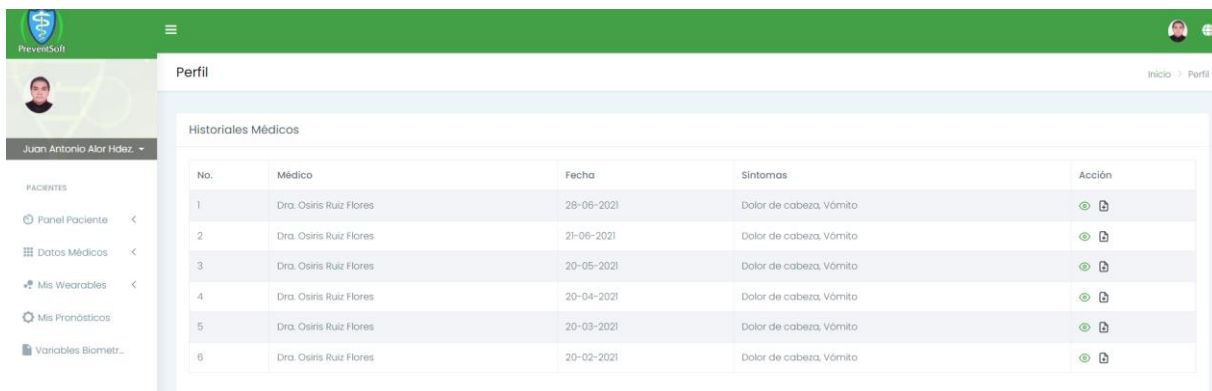 PreventSoft
Perfil
Inicio > Perfil
Juan Antonio Alor Hdez.
PACIENTES
Panel Paciente
Datos Médicos
Mis Wearables
Mis Pronósticos
Variables Biometr...
Historiales Médicos
No. Médico Fecha Síntomas Acción
1 Dra. Osiris Ruiz Flores 28-06-2021 Dolor de cabeza, Vómito
2 Dra. Osiris Ruiz Flores 21-06-2021 Dolor de cabeza, Vómito
3 Dra. Osiris Ruiz Flores 20-05-2021 Dolor de cabeza, Vómito
4 Dra. Osiris Ruiz Flores 20-04-2021 Dolor de cabeza, Vómito
5 Dra. Osiris Ruiz Flores 20-03-2021 Dolor de cabeza, Vómito
6 Dra. Osiris Ruiz Flores 20-02-2021 Dolor de cabeza, Vómito